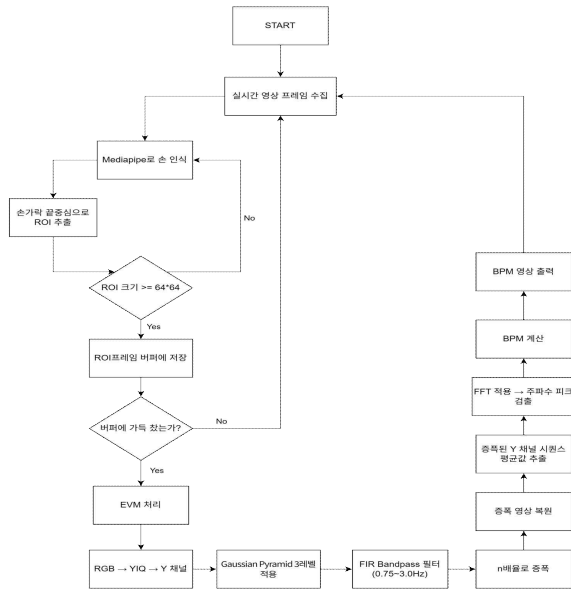 START
실시간 영상 프레임 수집
Mediapipe로 손 인식
손가락 끝중심으로
ROI 추출
No
ROI 크기 >= 64*64
Yes
ROI프레임 버퍼에 저장
버퍼에 가득 찼는가?
No
Yes
EVM 처리
RGB → YIQ → Y 채널
Gaussian Pyramid 3레벨
적용
FIR Bandpass 필터
(0.75~3.0Hz)
n배율로 증폭
증폭 영상 복원
증폭된 Y 채널 시퀀스
평균값 추출
FFT 적용 → 주파수 피크
검출
BPM 계산
BPM 영상 출력